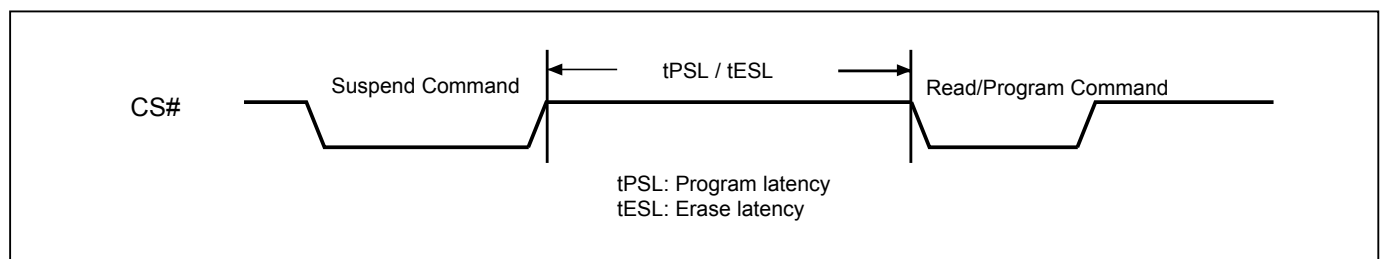 tPSL / tESL
Suspend Command
Read/Program Command
CS#
tPSL: Program latency
tESL: Erase latency